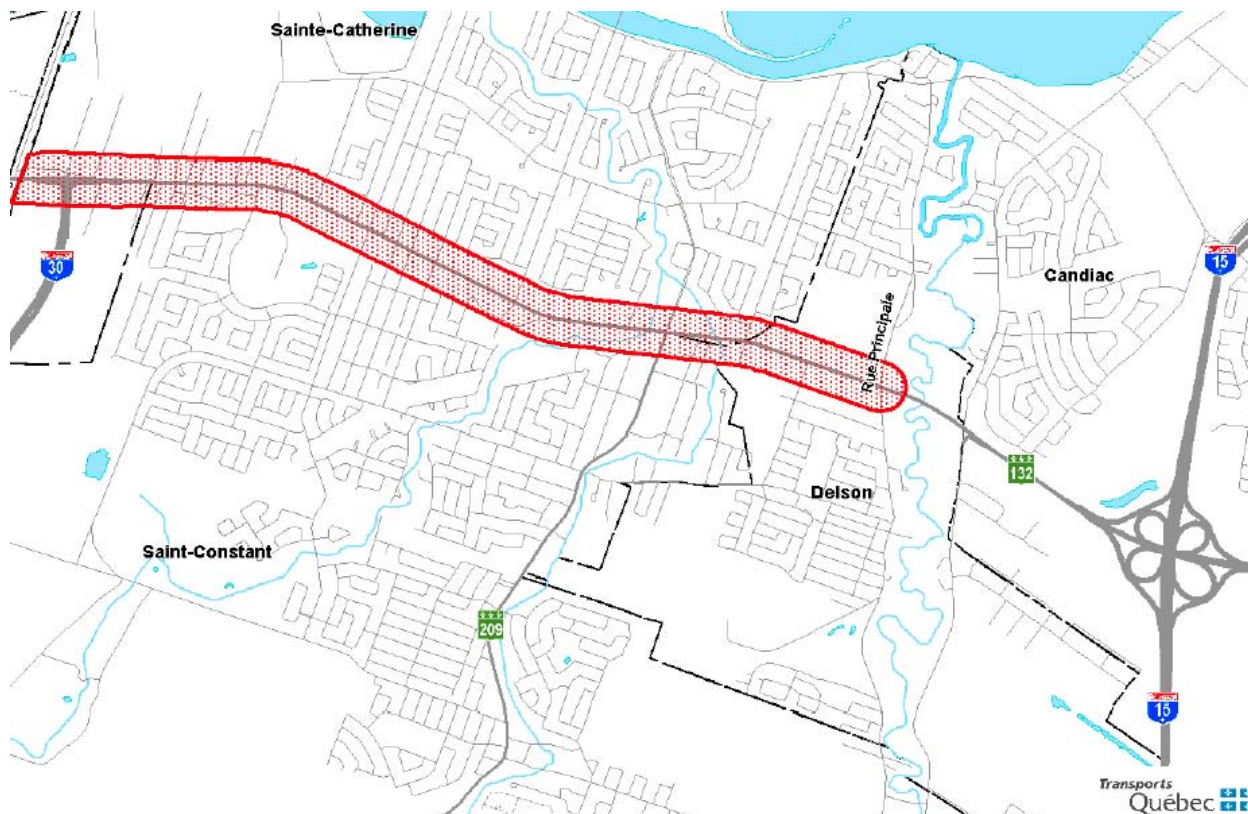 Sainte-Catherine
15
30
Candiac
Rue Principale
132
Delson
Saint-Constant
209
15
Transports
Québec